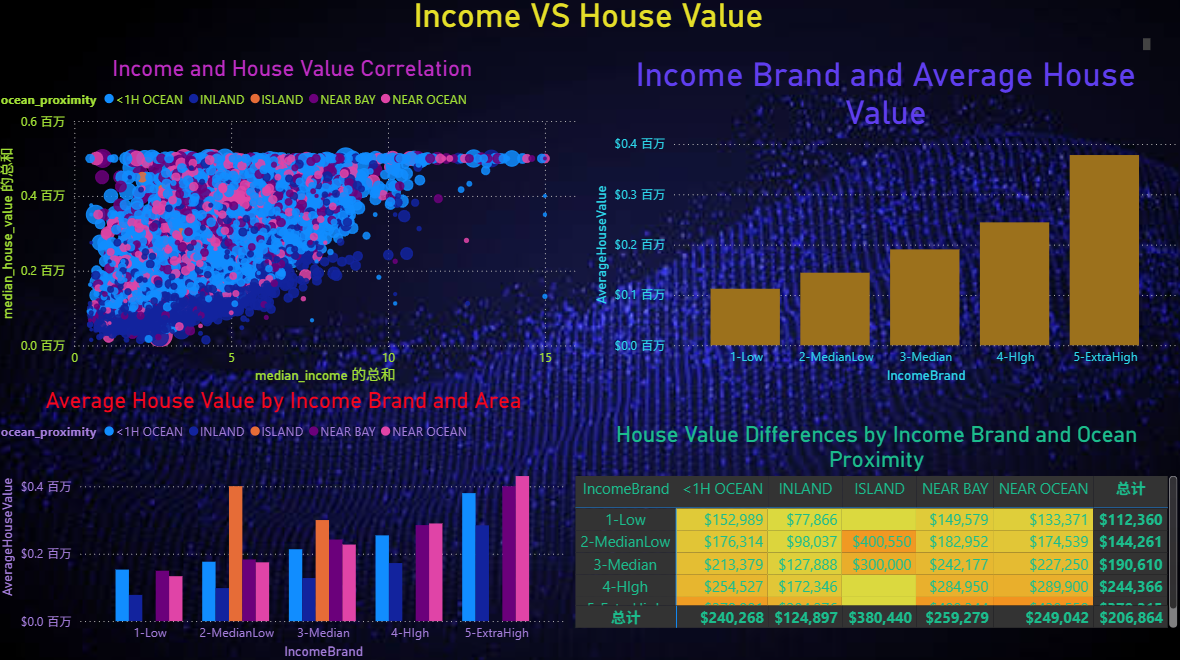 Income VS House Value
Income and House Value Correlation
ocean_proximity <1H OCEAN INLAND ISLAND NEAR BAY NEAR OCEAN
0.6 百万
0.4 百万
0.2 百万
0.0 百万
median_house_value 的总和
0 5 10 15
median_income 的总和
Income Brand and Average House
Value
$0.4 百万
$0.3 百万
$0.2 百万
$0.1 百万
$0.0 百万
AverageHouseValue
1-Low 2-MedianLow 3-Median 4-HIgh 5-ExtraHigh
IncomeBrand
Average House Value by Income Brand and Area
ocean_proximity <1H OCEAN INLAND ISLAND NEAR BAY NEAR OCEAN
$0.4 百万
$0.2 百万
$0.0 百万
AverageHouseValue
1-Low 2-MedianLow 3-Median 4-HIgh 5-ExtraHigh
IncomeBrand
House Value Differences by Income Brand and Ocean
Proximity
IncomeBrand <1H OCEAN INLAND ISLAND NEAR BAY NEAR OCEAN 总计
1-Low $152,989 $77,866 $149,579 $133,371 $112,360
2-MedianLow $176,314 $98,037 $400,550 $182,952 $174,539 $144,261
3-Median $213,379 $127,888 $300,000 $242,177 $227,250 $190,610
4-HIgh $254,527 $172,346 $284,950 $289,900 $244,366
总计 $240,268 $124,897 $380,440 $259,279 $249,042 $206,864